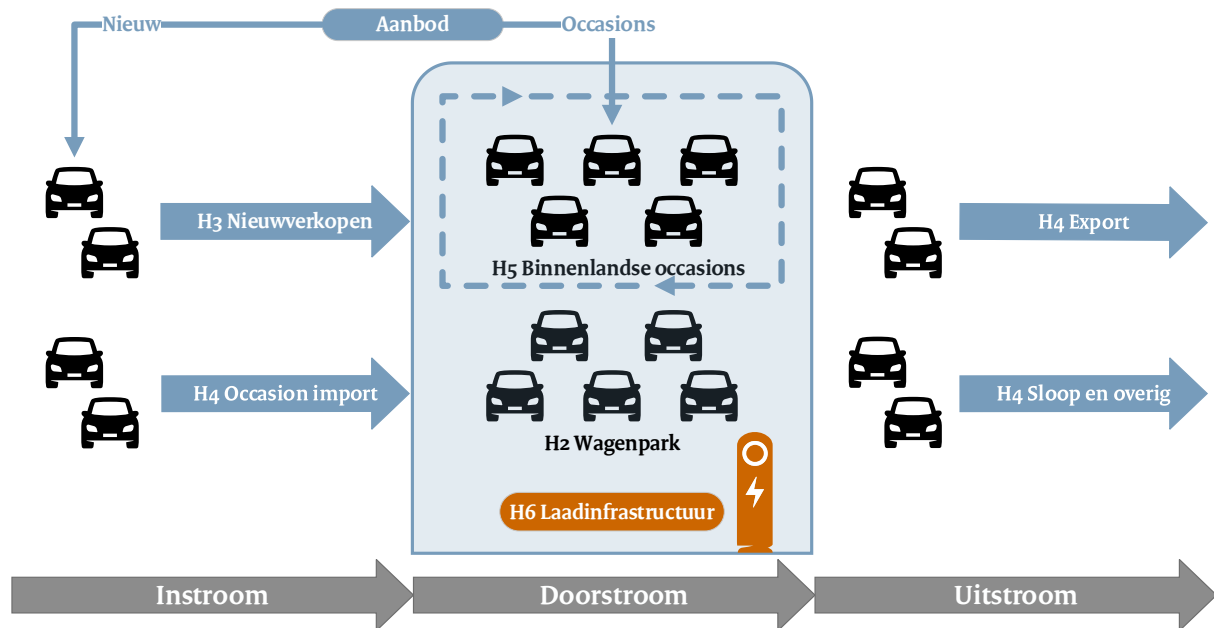 Nieuw
Aanbod
Occasions
H3 Nieuwverkopen
H4 Export
H5 Binnenlandse occasions
H4 Occasion import
H4 Sloop en overig
H2 Wagenpark
H6 Laadinfrastructuur
Instroom
Doorstroom
Uitstroom